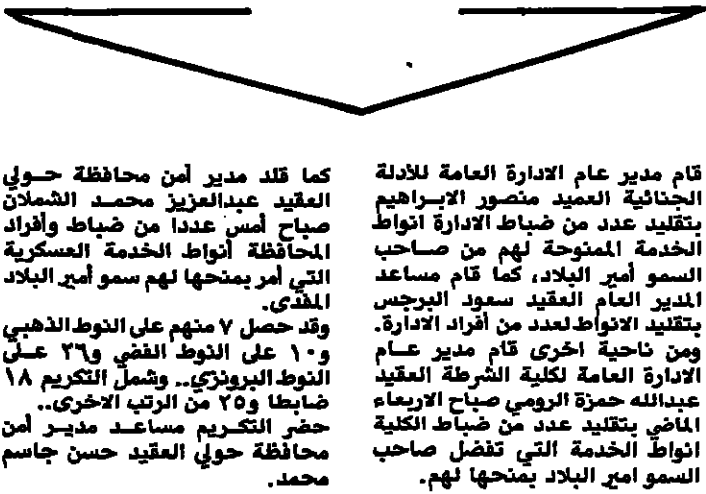 قام مدير عام الادارة العامة للأدلة
الجنائية العميد منصور الابراهيم
بتقليد عدد من ضباط الادارة انواط
الخدمة الممنوحة لهم من صاحب
السمو أمير البلاد، كما قام مساعد
المدير العام العقيد سعود البرجس
بتقليد الانواط لعدد من أفراد الادارة.
ومن ناحية اخرى قام مدير عام
الادارة العامة لكلية الشرطة العقيد
عبدالله حمزة الرومي صباح الاربعاء
الماضي بتقليد عدد من ضباط الكلية
انواط الخدمة التي تفضل صاحب
السمو امير البلاد بمنحها لهم.
كما قلد مدير أمن محافظة حولي
العقيد عبدالعزيز محمد الشملان
صباح أمس عددا من ضباط وأفراد
المحافظة أنواط الخدمة العسكرية
التي أمر بمنحها لهم سمو أمير البلاد
المفدى.
وقد حصل ٧ منهم على النوط الذهبي
و١٠ على النوط الفضي و٢٦ على
النوط البرونزي.. وشمل التكريم ١٨
ضابطا و٢٥ من الرتب الاخرى..
حضر التكريم مساعد مدير أمن
محافظة حولي العقيد حسن جاسم
محمد.